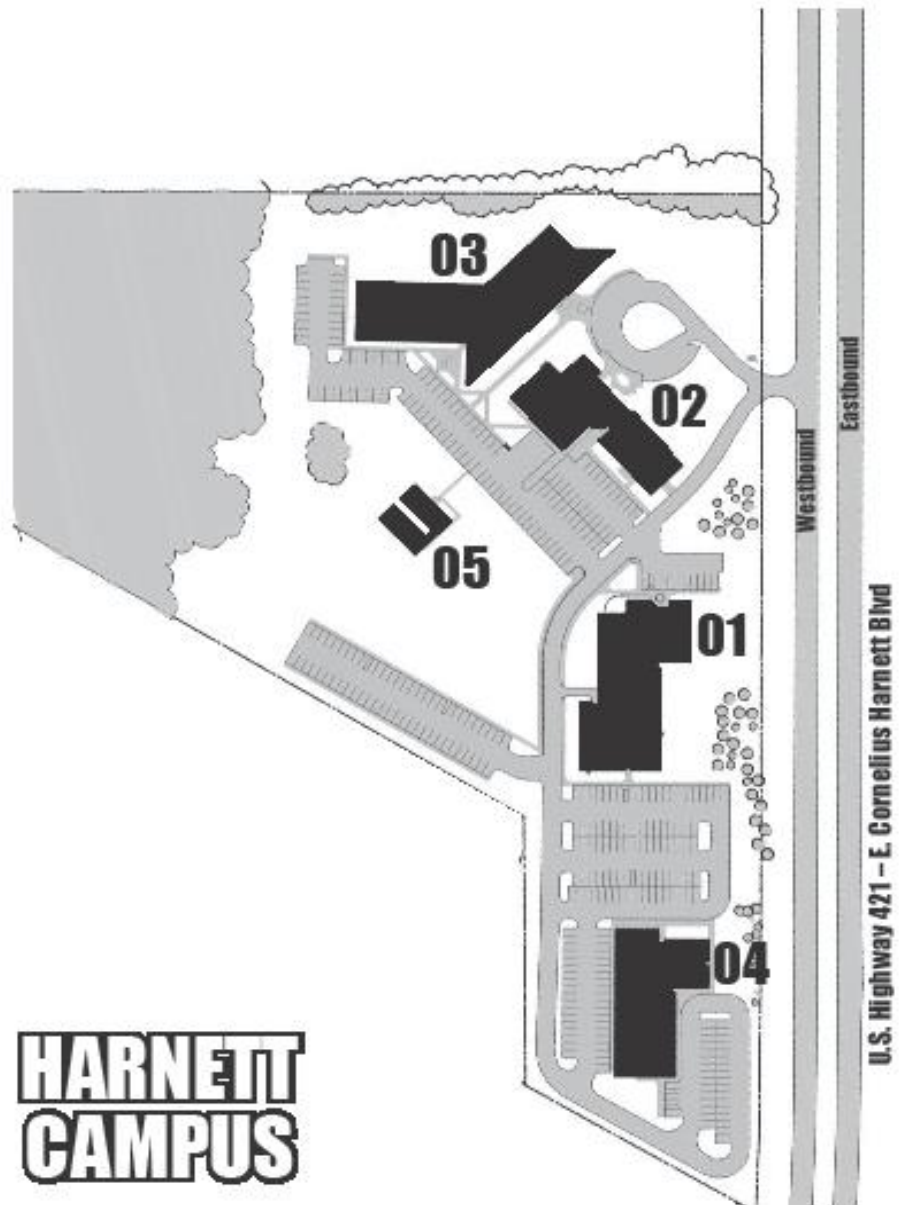 03
02
05
01
04
Westbound
Eastbound
U.S. Highway 421 – E. Cornelius Harnett Blvd
HARNETT
CAMPUS